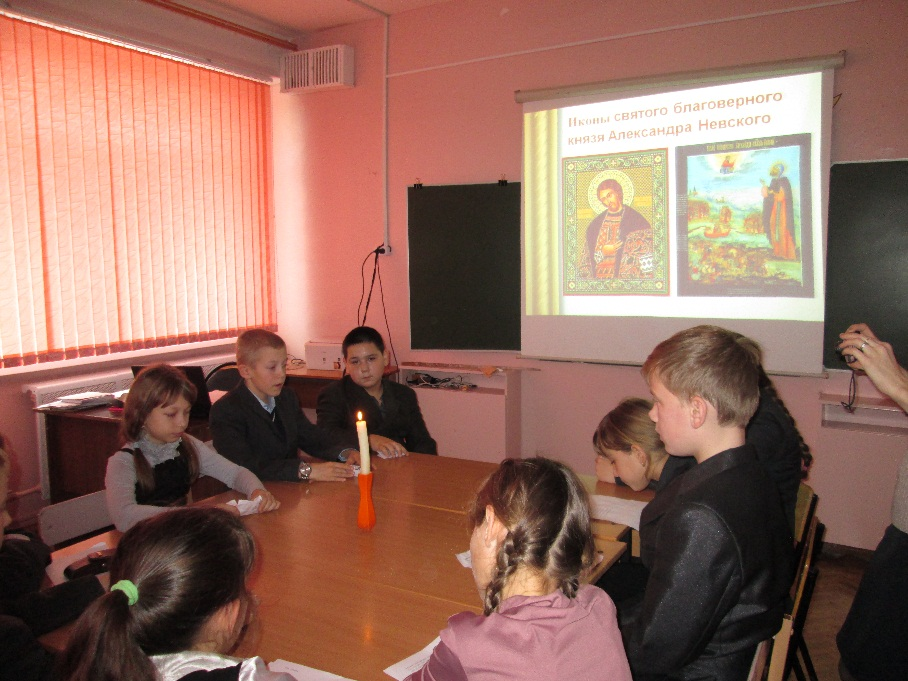 Иконы святого благоверного
князя Александра Невского